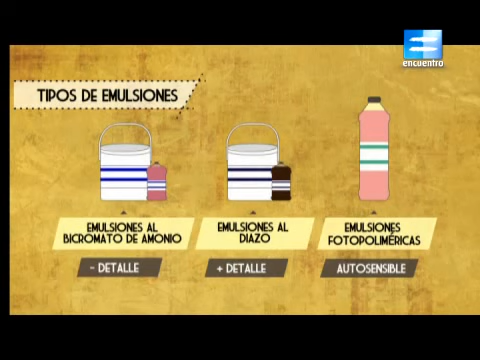 encuentro
TIPOS DE EMULSIONES
EMULSIONES AL
BICROMATO DE AMONIO
- DETALLE
EMULSIONES AL
DIAZO
+ DETALLE
EMULSIONES
FOTOPOLIMÉRICAS
AUTOSENSIBLE